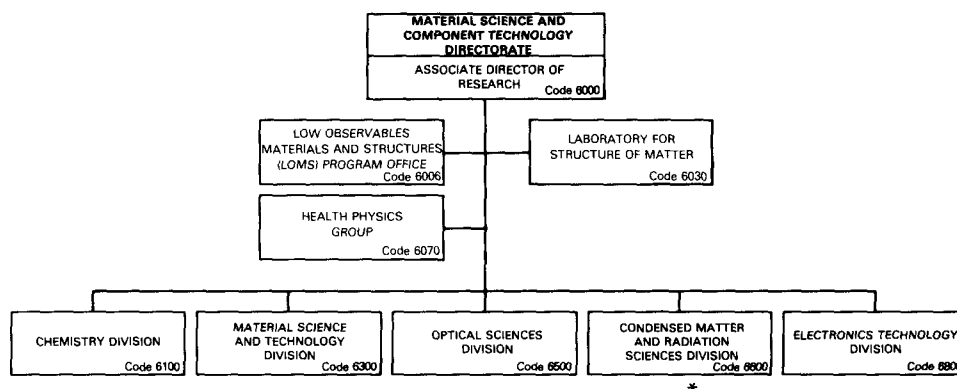 MATERIAL SCIENCE AND
COMPONENT TECHNOLOGY
DIRECTORATE
ASSOCIATE DIRECTOR OF
RESEARCH
Code 6000
LOW OBSERVABLES
MATERIALS AND STRUCTURES
(LOMS) PROGRAM OFFICE
Code 6006
LABORATORY FOR
STRUCTURE OF MATTER
Code 6030
HEALTH PHYSICS
GROUP
Code 6070
CHEMISTRY DIVISION
Code 6100
MATERIAL SCIENCE
AND TECHNOLOGY
DIVISION
Code 6300
OPTICAL SCIENCES
DIVISION
Code 6500
CONDENSED MATTER
AND RADIATION
SCIENCES DIVISION
Code 6600
*
ELECTRONICS TECHNOLOGY
DIVISION
Code 6800